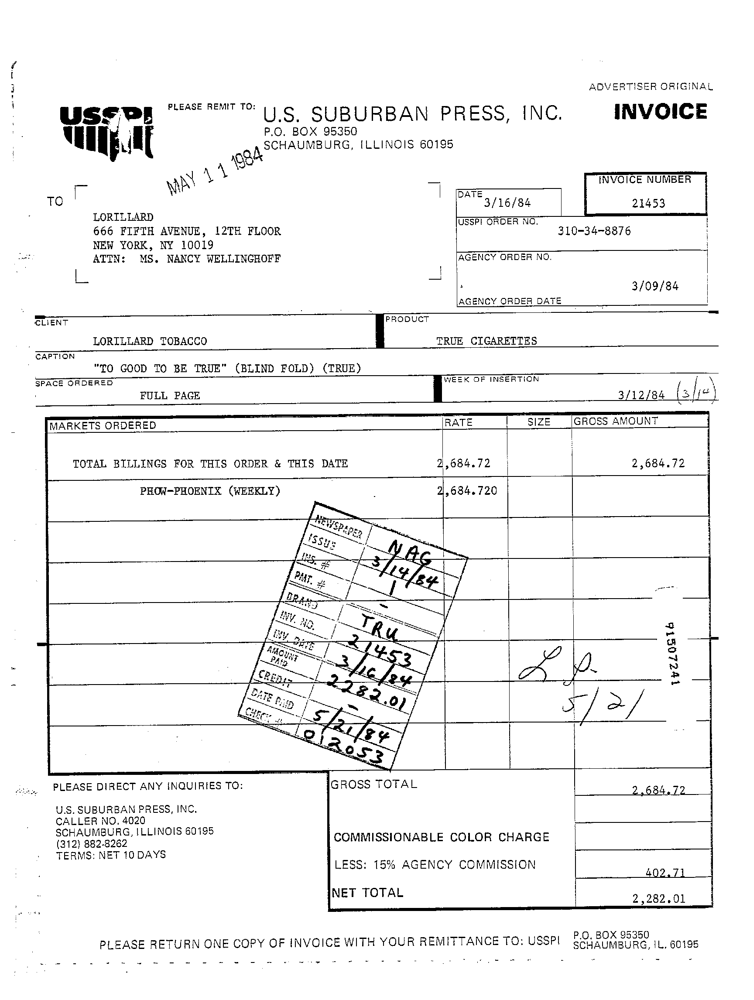 ADVERTISER ORIGINAL
USSPI
PLEASE REMIT TO: U.S. SUBURBAN PRESS, INC.
P.O. BOX 95350
SCHAUMBURG, ILLINOIS 60195
INVOICE
MAY 11 1984
INVOICE NUMBER
21453
DATE
3/16/84
USSPI ORDER NO.
310-34-8876
AGENCY ORDER NO.
3/09/84
AGENCY ORDER DATE
TO
LORILLARD
666 FIFTH AVENUE, 12TH FLOOR
NEW YORK, NY 10019
ATTN: MS. NANCY WELLINGHOFF
CLIENT
LORILLARD TOBACCO
PRODUCT
TRUE CIGARETTES
CAPTION
"TO GOOD TO BE TRUE" (BLIND FOLD) (TRUE)
SPACE ORDERED
FULL PAGE
WEEK OF INSERTION
3/12/84 (3/14)
MARKETS ORDERED RATE SIZE GROSS AMOUNT
TOTAL BILLINGS FOR THIS ORDER & THIS DATE 2,684.72 2,684.72
PHOW-PHOENIX (WEEKLY) 2,684.720
NEWSPAPER NAG
ISSUE 3/14/84
INS. # 1
PMT. # -
BRAND TRU
INV. NO. 21453
INV. DATE 3/16/84
AMOUNT PAID 2282.01
CREDIT -
DATE PAID 5/21/84
CHECK # 012053
5/21
91507241
PLEASE DIRECT ANY INQUIRIES TO:
U.S. SUBURBAN PRESS, INC.
CALLER NO. 4020
SCHAUMBURG, ILLINOIS 60195
(312) 882-8262
TERMS: NET 10 DAYS
GROSS TOTAL 2,684.72
COMMISSIONABLE COLOR CHARGE
LESS: 15% AGENCY COMMISSION 402.71
NET TOTAL 2,282.01
PLEASE RETURN ONE COPY OF INVOICE WITH YOUR REMITTANCE TO: USSPI
P.O. BOX 95350
SCHAUMBURG, IL. 60195